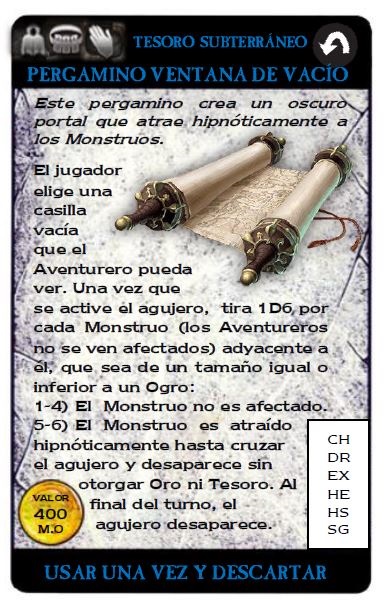 TESORO SUBTERRÁNEO
PERGAMINO VENTANA DE VACÍO
Este pergamino crea un oscuro
portal que atrae hipnóticamente a
los Monstruos.
El jugador
elige una
casilla
vacía
que el
Aventurero pueda
ver. Una vez que
se active el agujero, tira 1D6 por
cada Monstruo (los Aventureros
no se ven afectados) adyacente a
él, que sea de un tamaño igual o
inferior a un Ogro:
1-4) El Monstruo no es afectado.
5-6) El Monstruo es atraído
hipnóticamente hasta cruzar
el agujero y desaparece sin
otorgar Oro ni Tesoro. Al
final del turno, el
agujero desaparece.
VALOR
400
M.O
CH
DR
EX
HE
HS
SG
USAR UNA VEZ Y DESCARTAR